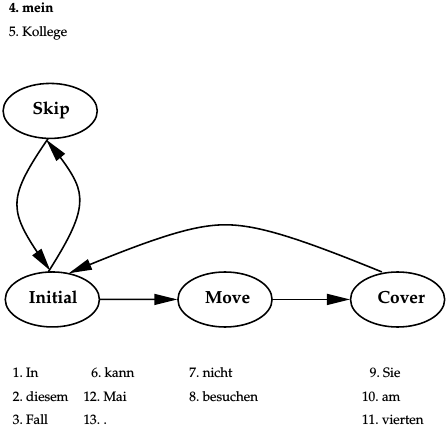 4. mein
5. Kollege
Skip
Initial
Move
Cover
1. In 6. kann 7. nicht 9. Sie
2. diesem 12. Mai 8. besuchen 10. am
3. Fall 13. . 11. vierten